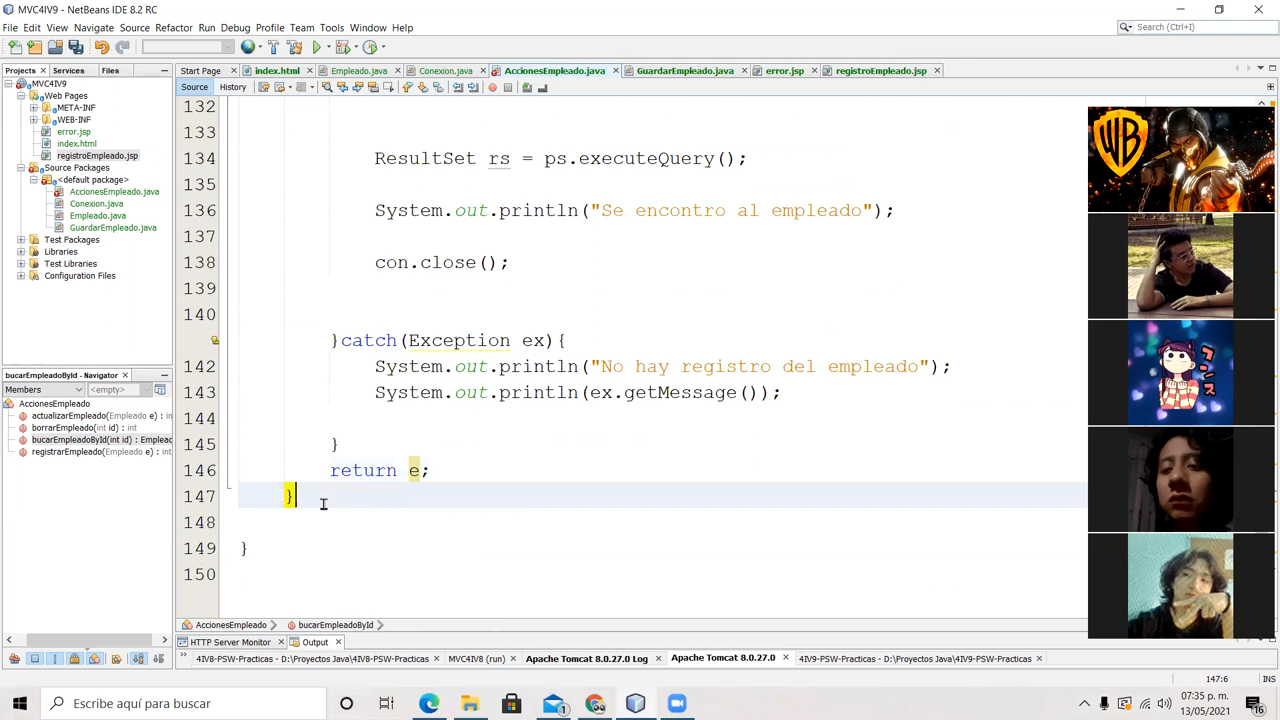 MVC4IV9 - NetBeans IDE 8.2 RC
File Edit View Navigate Source Refactor Run Debug Profile Team Tools Window Help
Search (Ctrl+I)
Projects Services Files
Start Page index.html Empleado.java Conexion.java AccionesEmpleado.java GuardarEmpleado.java error.jsp registroEmpleado.jsp
Source History
MVC4IV9
Web Pages
META-INF
WEB-INF
error.jsp
index.html
registroEmpleado.jsp
Source Packages
<default package>
AccionesEmpleado.java
Conexion.java
Empleado.java
GuardarEmpleado.java
Test Packages
Libraries
Test Libraries
Configuration Files
bucarEmpleadoById - Navigator
Members <empty>
AccionesEmpleado
actualizarEmpleado(Empleado e) : in
borrarEmpleado(int id) : int
bucarEmpleadoById(int id) : Emplead
registrarEmpleado(Empleado e) : int
132
133
134 ResultSet rs = ps.executeQuery();
135
136 System.out.println("Se encontro al empleado");
137
138 con.close();
139
140
}catch(Exception ex){
142 System.out.println("No hay registro del empleado");
143 System.out.println(ex.getMessage());
144
145 }
146 return e;
147 }
148
149 }
150
WB
AccionesEmpleado bucarEmpleadoById
HTTP Server Monitor Output
4IV8-PSW-Practicas - D:\Proyectos Java\4IV8-PSW-Practicas MVC4IV8 (run) Apache Tomcat 8.0.27.0 Log Apache Tomcat 8.0.27.0 4IV9-PSW-Practicas - D:\Proyectos Java\4IV9-PSW-Practicas
147:6 INS
Escribe aquí para buscar
1
07:35 p. m.
13/05/2021
16